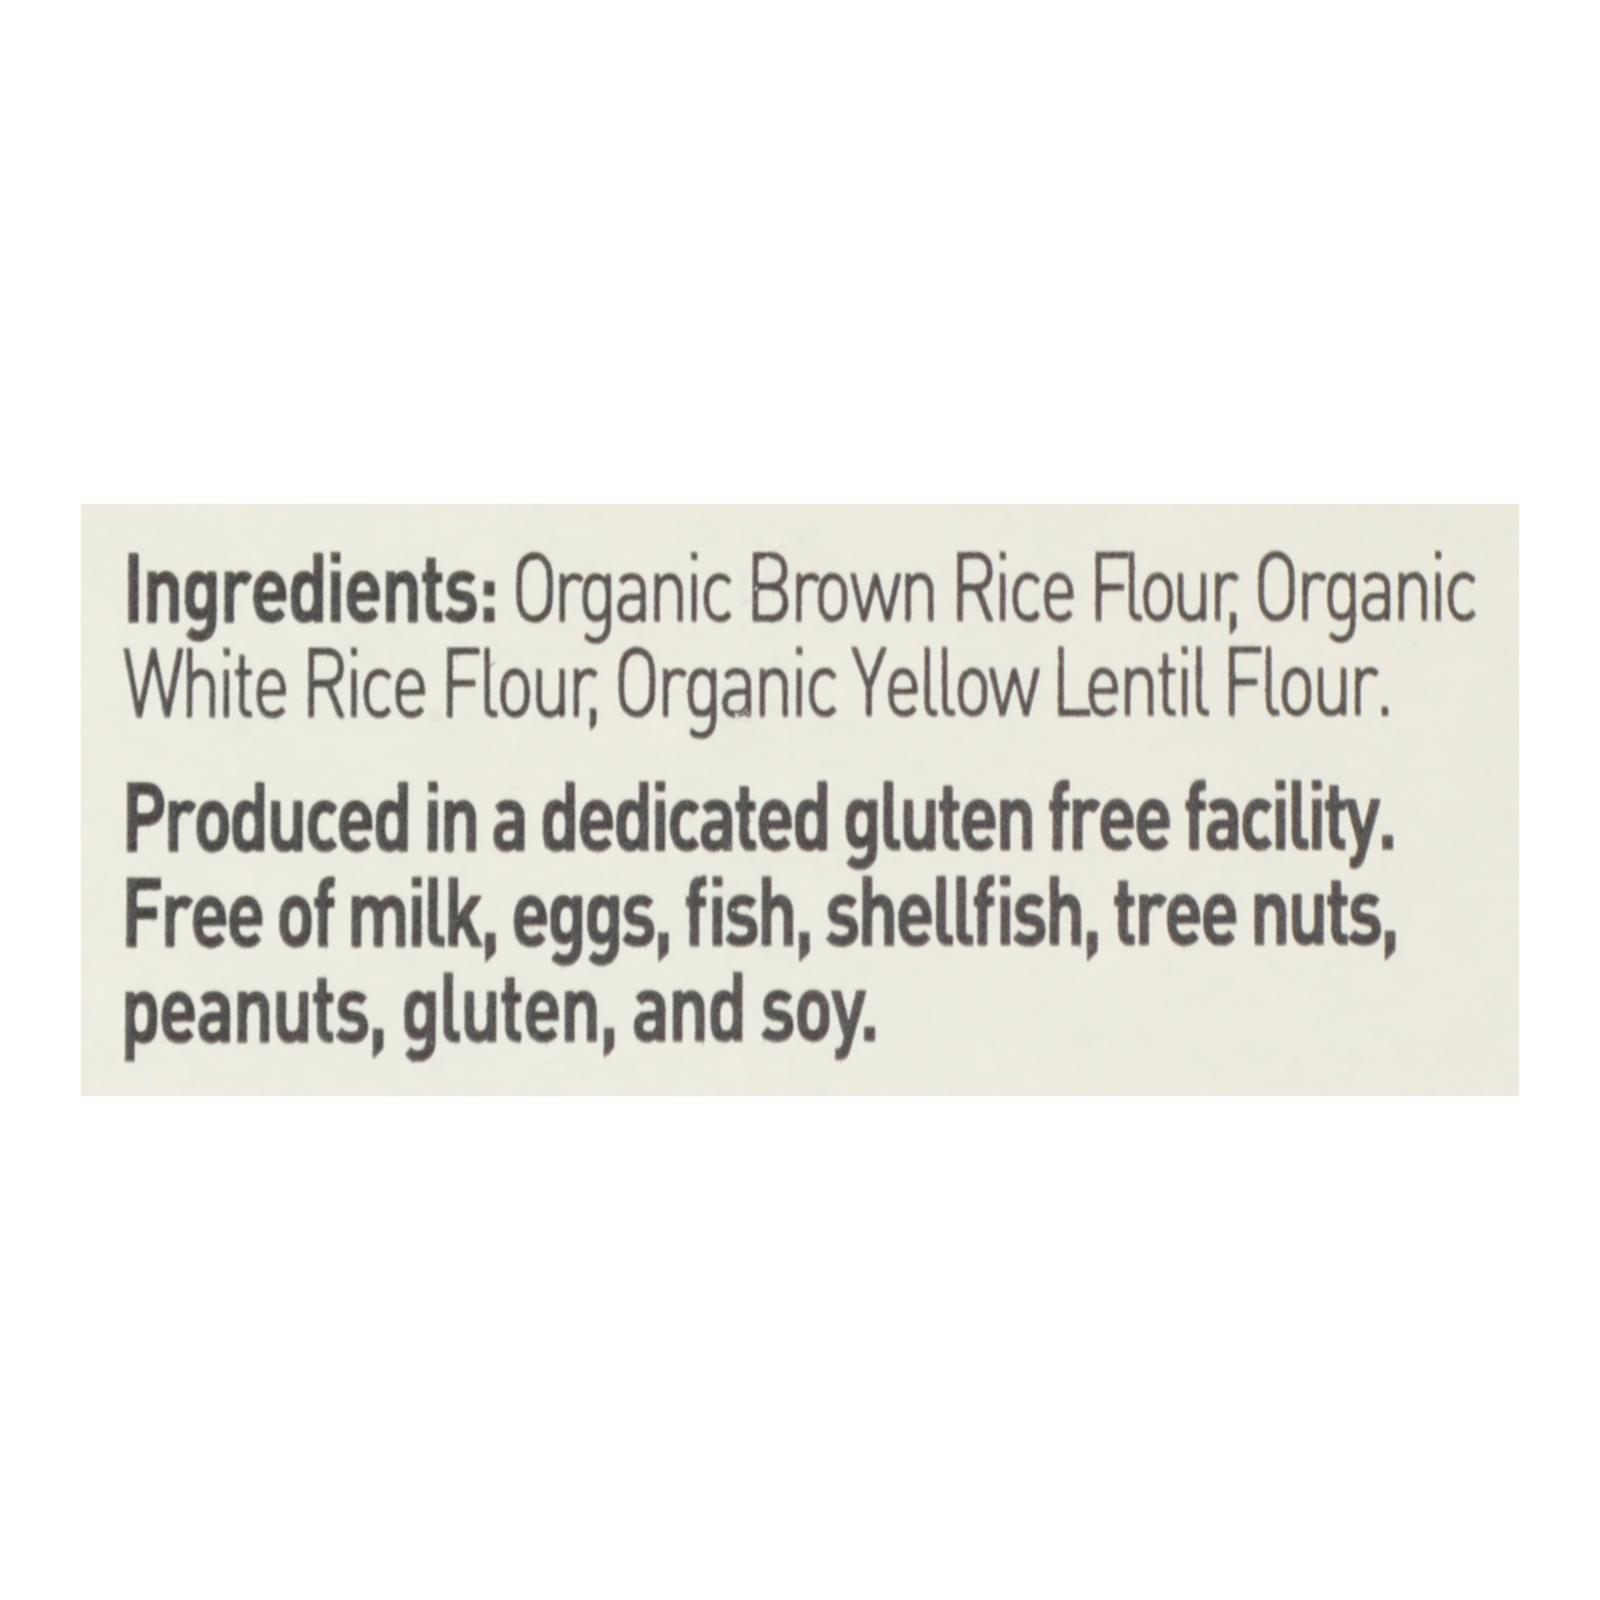 Ingredients: Organic Brown Rice Flour, Organic
White Rice Flour, Organic Yellow Lentil Flour.
Produced in a dedicated gluten free facility.
Free of milk, eggs, fish, shellfish, tree nuts,
peanuts, gluten, and soy.